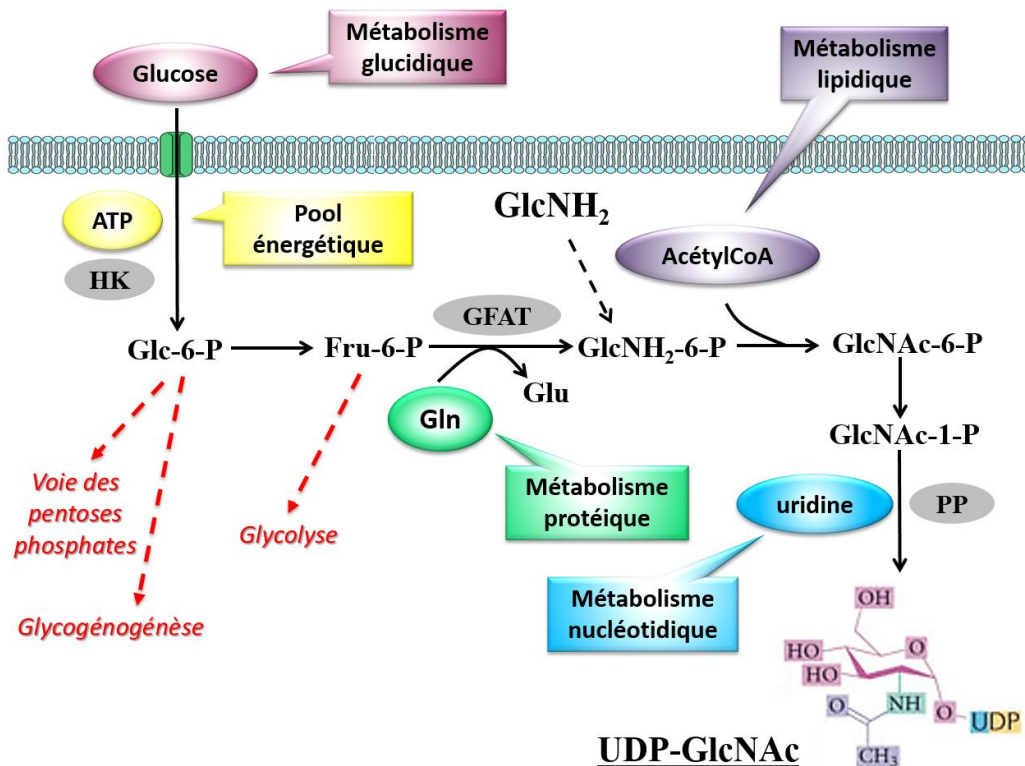 Glucose
Métabolisme
glucidique
Métabolisme
lipidique
ATP
Pool
énergétique
GlcNH₂
AcétylCoA
HK
GFAT
Glc-6-P
Fru-6-P
GlcNH₂-6-P
GlcNAc-6-P
Glu
Gln
GlcNAc-1-P
Voie des
pentoses
phosphates
Glycolyse
Métabolisme
protéique
uridine
PP
Glycogénogénèse
Métabolisme
nucléotidique
OH
HO
O
HO
NH
O
O
UDP
CH₃
UDP-GlcNAc